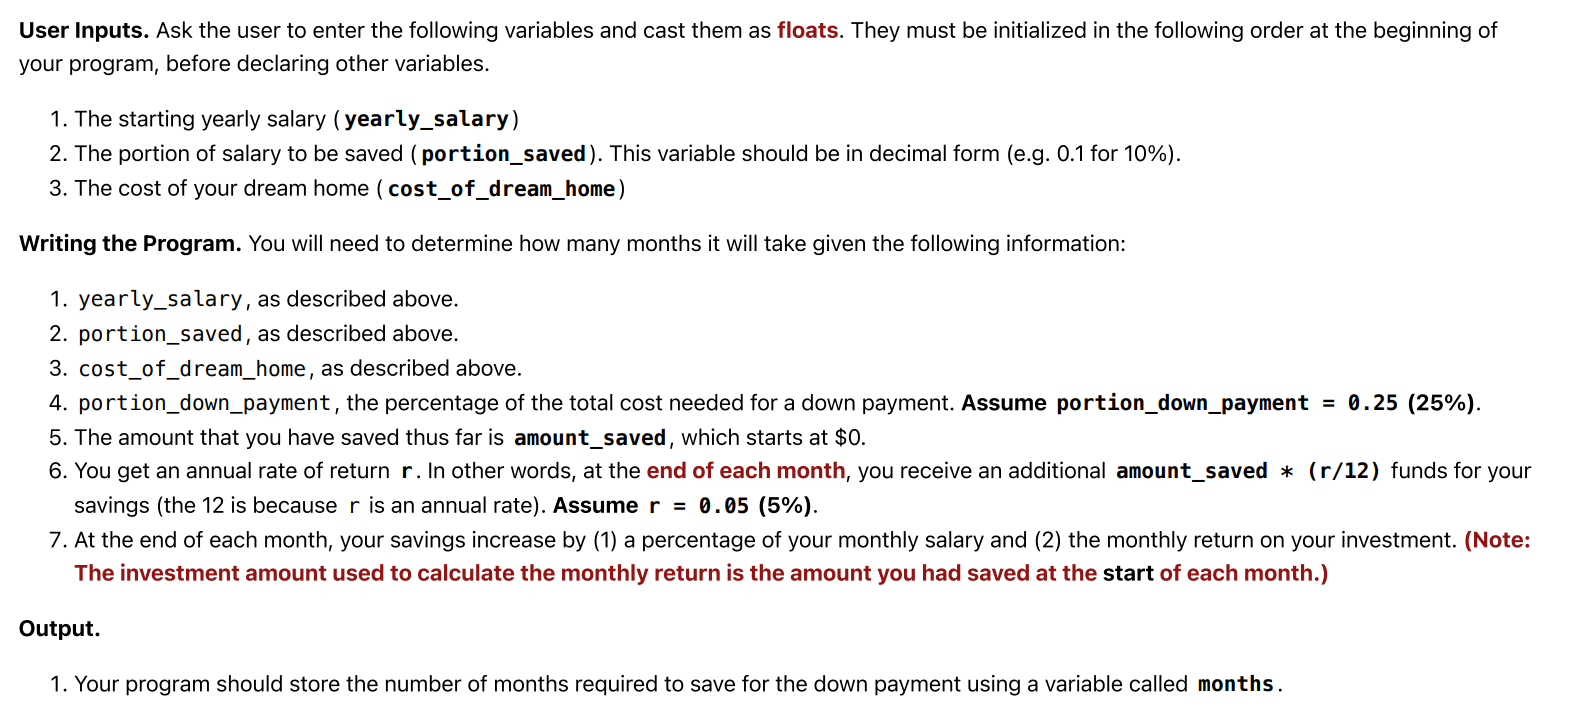 User Inputs. Ask the user to enter the following variables and cast them as floats. They must be initialized in the following order at the beginning of
your program, before declaring other variables.
1. The starting yearly salary (yearly_salary)
2. The portion of salary to be saved (portion_saved). This variable should be in decimal form (e.g. 0.1 for 10%).
3. The cost of your dream home (cost_of_dream_home)
Writing the Program. You will need to determine how many months it will take given the following information:
1. yearly_salary, as described above.
2. portion_saved, as described above.
3. cost_of_dream_home, as described above.
4. portion_down_payment, the percentage of the total cost needed for a down payment. Assume portion_down_payment = 0.25 (25%).
5. The amount that you have saved thus far is amount_saved, which starts at $0.
6. You get an annual rate of return r. In other words, at the end of each month, you receive an additional amount_saved * (r/12) funds for your
savings (the 12 is because r is an annual rate). Assume r = 0.05 (5%).
7. At the end of each month, your savings increase by (1) a percentage of your monthly salary and (2) the monthly return on your investment. (Note:
The investment amount used to calculate the monthly return is the amount you had saved at the start of each month.)
Output.
1. Your program should store the number of months required to save for the down payment using a variable called months.